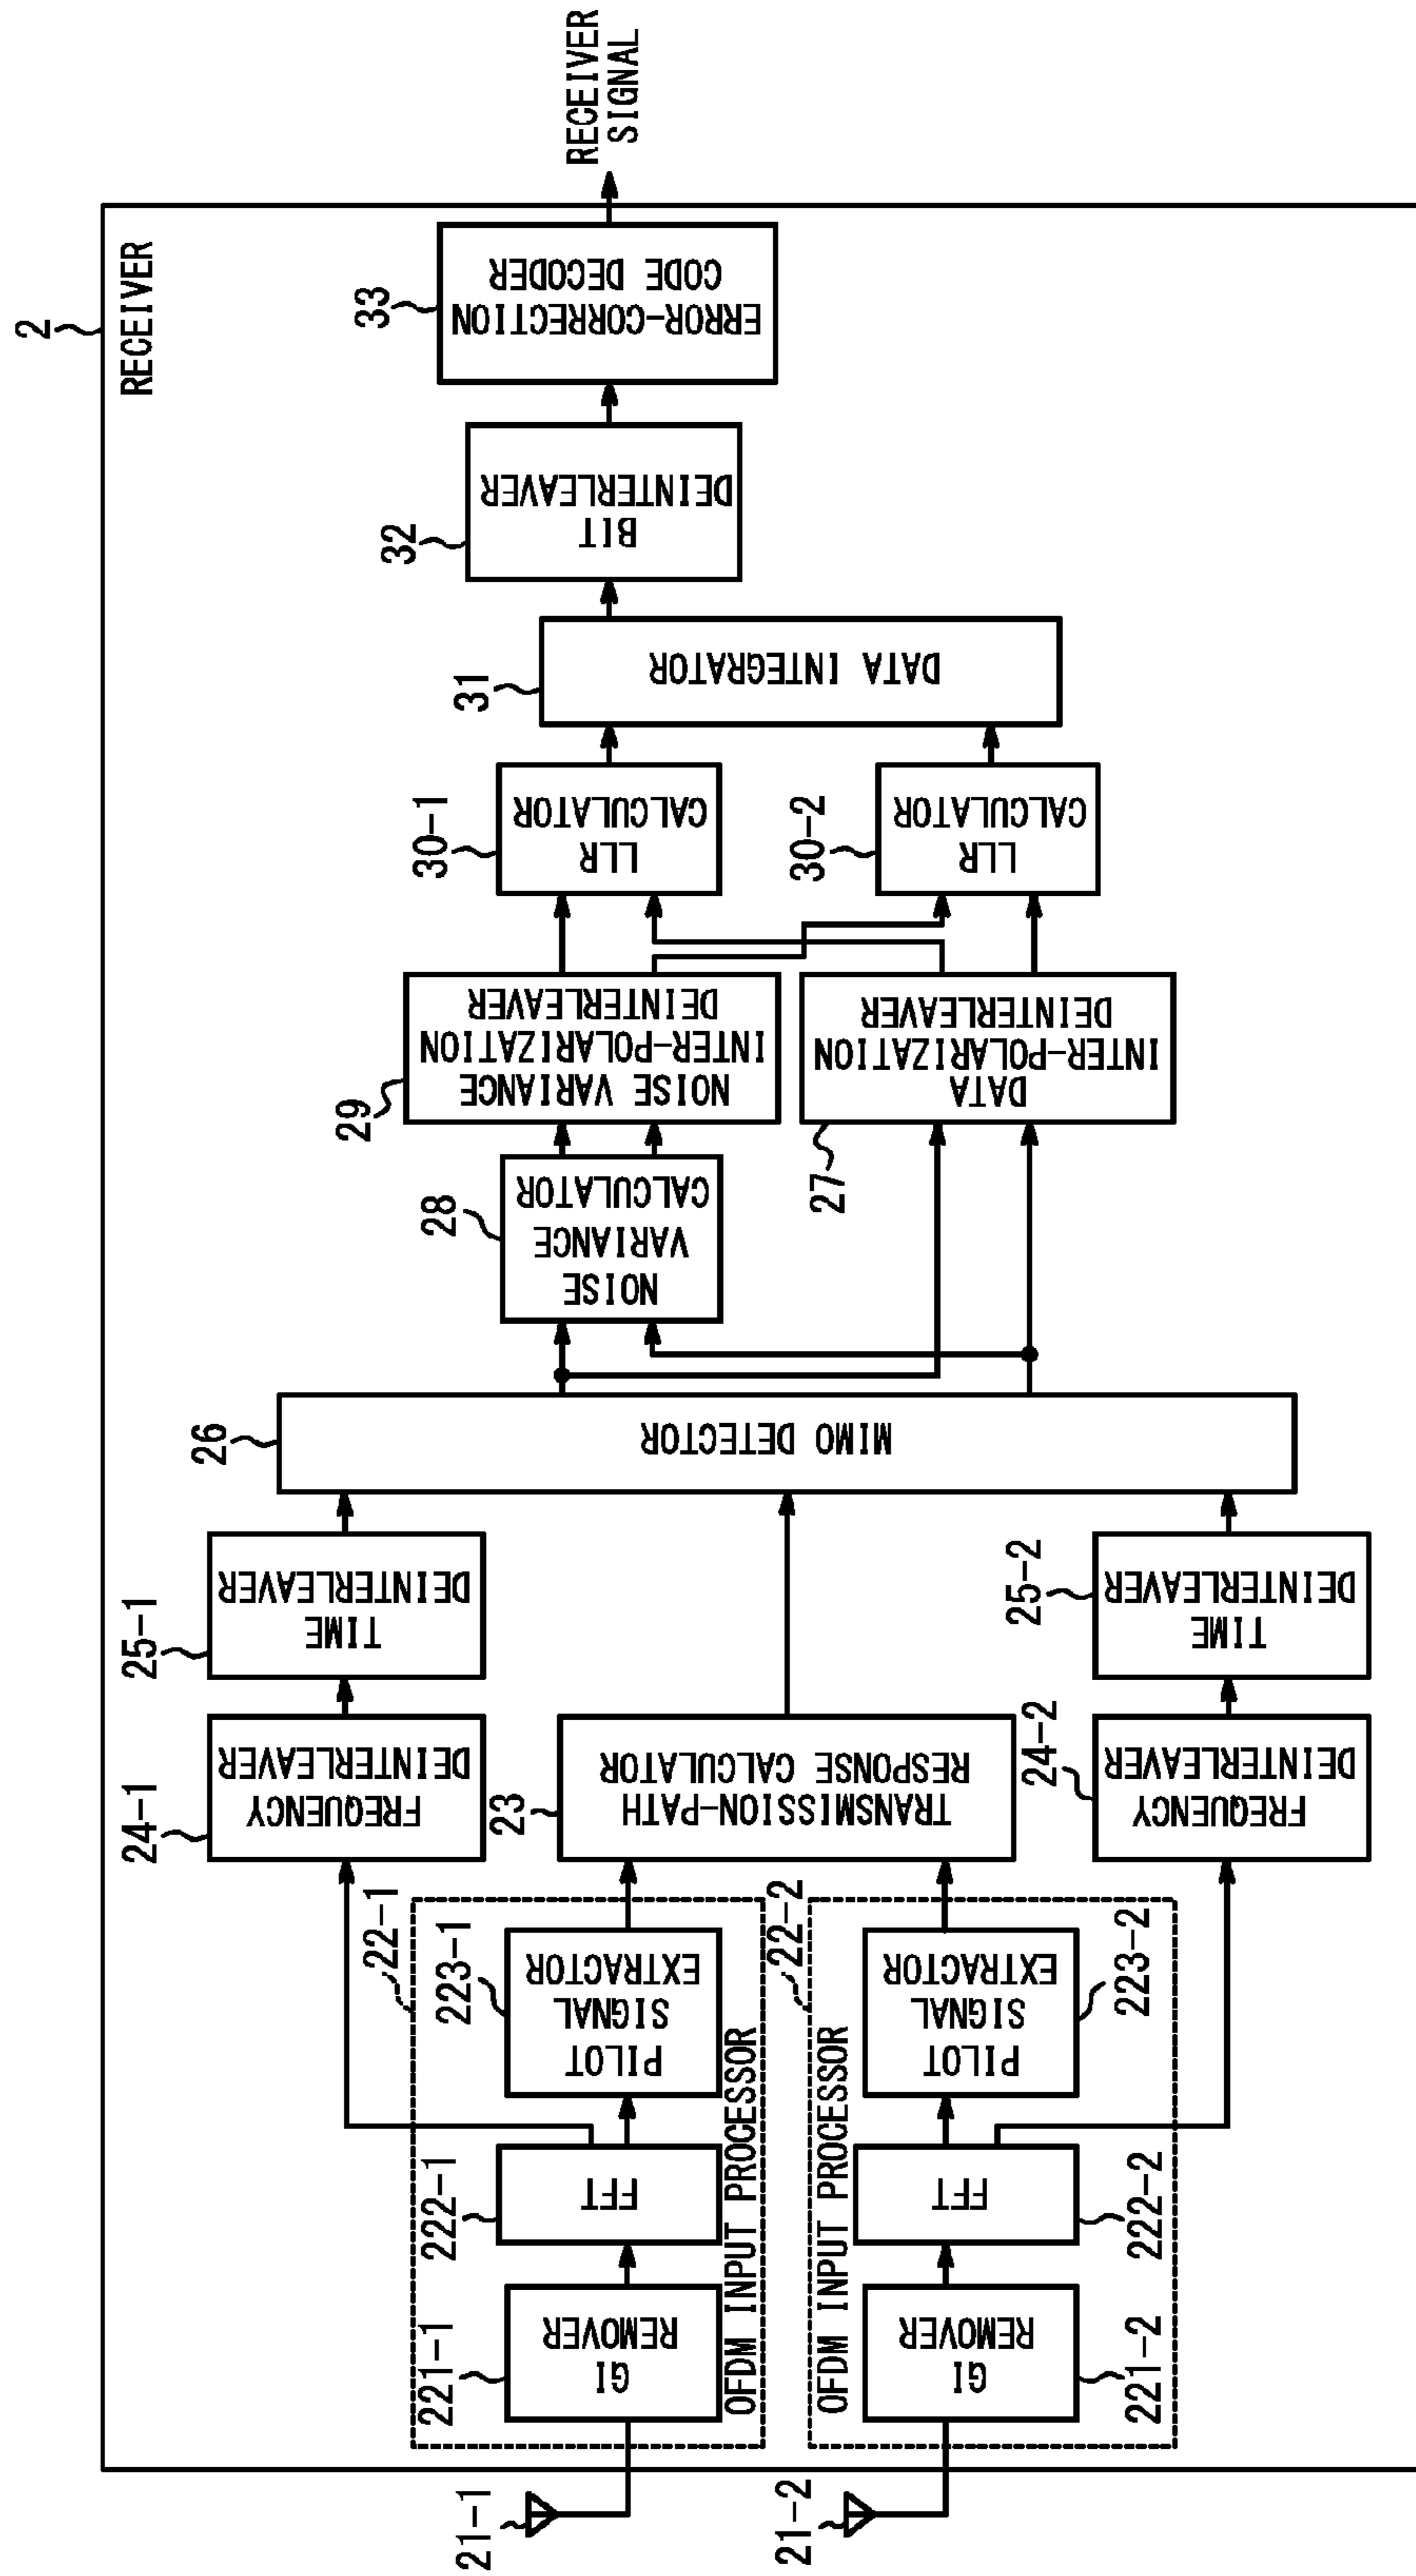 2
RECEIVER
21-1
21-2
22-1
221-1
GI
REMOVER
222-1
FFT
223-1
PILOT
SIGNAL
EXTRACTOR
OFDM INPUT PROCESSOR
22-2
OFDM INPUT PROCESSOR
GI
REMOVER
221-2
FFT
222-2
PILOT
SIGNAL
EXTRACTOR
223-2
23
TRANSMISSION-PATH
RESPONSE CALCULATOR
24-1
FREQUENCY
DEINTERLEAVER
25-1
TIME
DEINTERLEAVER
24-2
FREQUENCY
DEINTERLEAVER
25-2
TIME
DEINTERLEAVER
26
MIMO DETECTOR
28
NOISE
VARIANCE
CALCULATOR
29
NOISE VARIANCE
INTER-POLARIZATION
DEINTERLEAVER
27
DATA
INTER-POLARIZATION
DEINTERLEAVER
30-1
LLR
CALCULATOR
30-2
LLR
CALCULATOR
31
DATA INTEGRATOR
32
BIT
DEINTERLEAVER
33
ERROR-CORRECTION
CODE DECODER
RECEIVER
SIGNAL